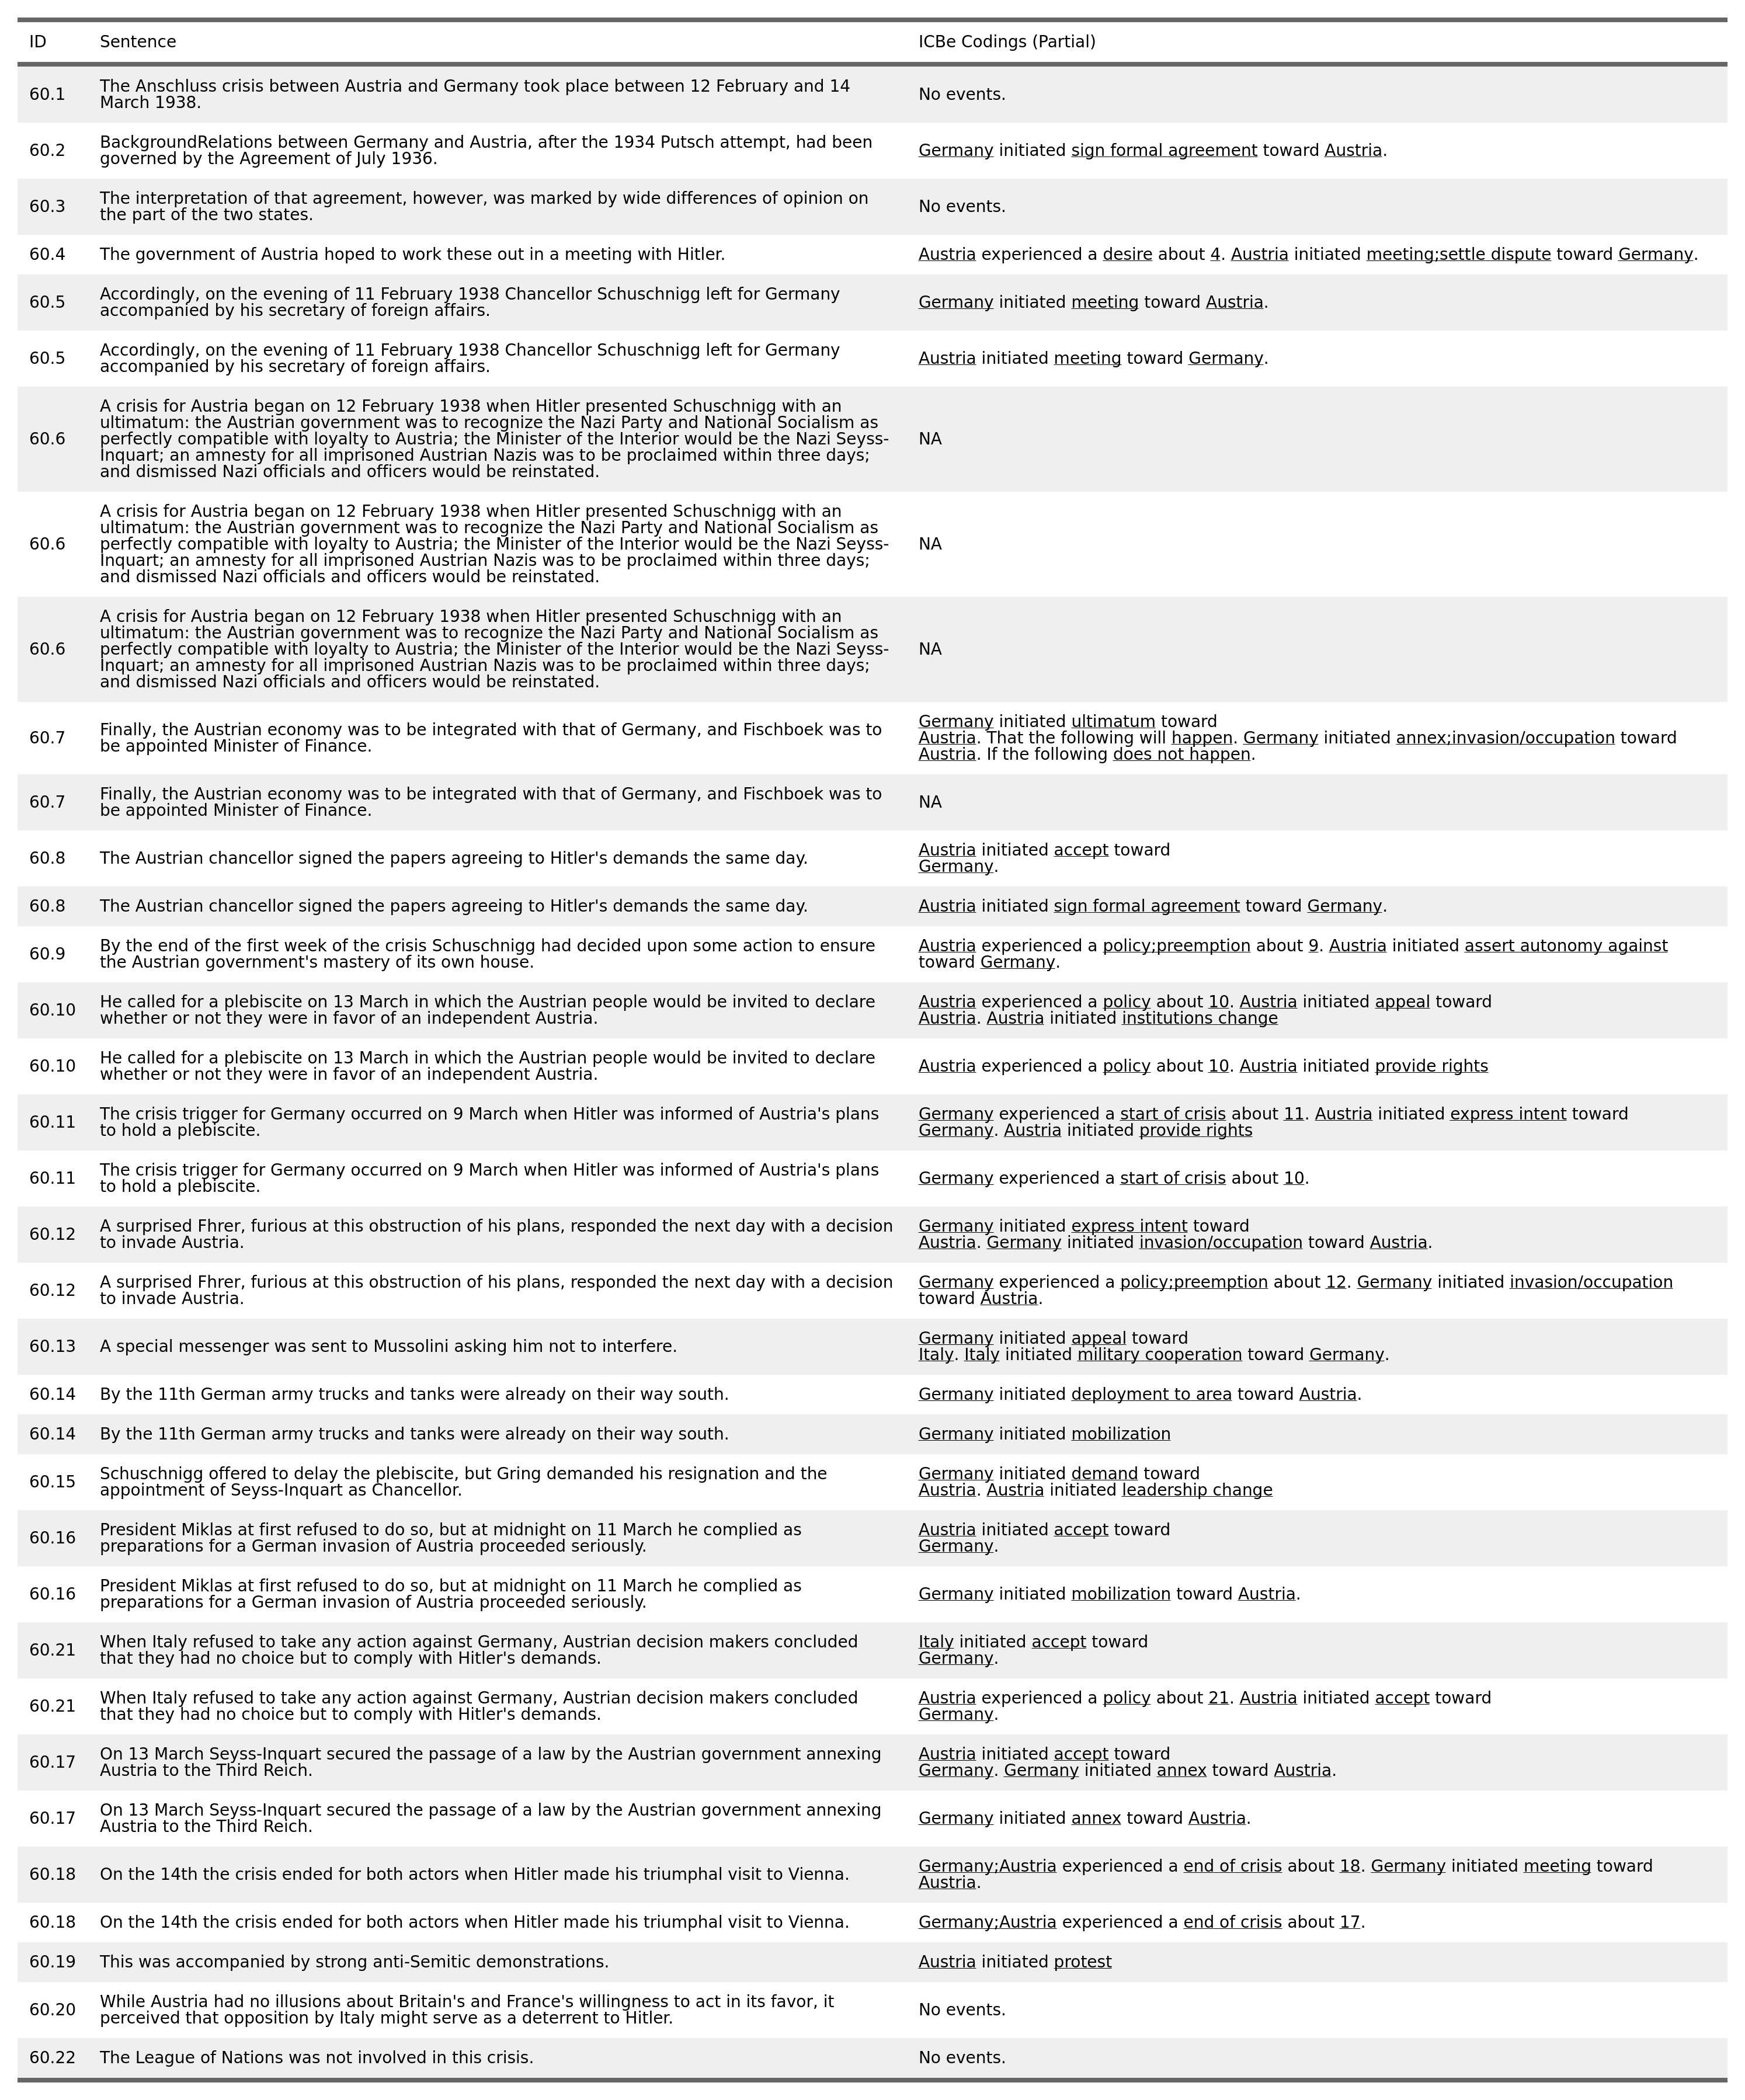 ID Sentence ICBe Codings (Partial)
60.1 The Anschluss crisis between Austria and Germany took place between 12 February and 14
March 1938. No events.
60.2 BackgroundRelations between Germany and Austria, after the 1934 Putsch attempt, had been
governed by the Agreement of July 1936. Germany initiated sign formal agreement toward Austria.
60.3 The interpretation of that agreement, however, was marked by wide differences of opinion on
the part of the two states. No events.
60.4 The government of Austria hoped to work these out in a meeting with Hitler. Austria experienced a desire about 4. Austria initiated meeting;settle dispute toward Germany.
60.5 Accordingly, on the evening of 11 February 1938 Chancellor Schuschnigg left for Germany
accompanied by his secretary of foreign affairs. Germany initiated meeting toward Austria.
60.5 Accordingly, on the evening of 11 February 1938 Chancellor Schuschnigg left for Germany
accompanied by his secretary of foreign affairs. Austria initiated meeting toward Germany.
60.6 A crisis for Austria began on 12 February 1938 when Hitler presented Schuschnigg with an
ultimatum: the Austrian government was to recognize the Nazi Party and National Socialism as
perfectly compatible with loyalty to Austria; the Minister of the Interior would be the Nazi Seyss-
Inquart; an amnesty for all imprisoned Austrian Nazis was to be proclaimed within three days;
and dismissed Nazi officials and officers would be reinstated. NA
60.6 A crisis for Austria began on 12 February 1938 when Hitler presented Schuschnigg with an
ultimatum: the Austrian government was to recognize the Nazi Party and National Socialism as
perfectly compatible with loyalty to Austria; the Minister of the Interior would be the Nazi Seyss-
Inquart; an amnesty for all imprisoned Austrian Nazis was to be proclaimed within three days;
and dismissed Nazi officials and officers would be reinstated. NA
60.6 A crisis for Austria began on 12 February 1938 when Hitler presented Schuschnigg with an
ultimatum: the Austrian government was to recognize the Nazi Party and National Socialism as
perfectly compatible with loyalty to Austria; the Minister of the Interior would be the Nazi Seyss-
Inquart; an amnesty for all imprisoned Austrian Nazis was to be proclaimed within three days;
and dismissed Nazi officials and officers would be reinstated. NA
60.7 Finally, the Austrian economy was to be integrated with that of Germany, and Fischboek was to
be appointed Minister of Finance. Germany initiated ultimatum toward
Austria. That the following will happen. Germany initiated annex;invasion/occupation toward
Austria. If the following does not happen.
60.7 Finally, the Austrian economy was to be integrated with that of Germany, and Fischboek was to
be appointed Minister of Finance. NA
60.8 The Austrian chancellor signed the papers agreeing to Hitler's demands the same day. Austria initiated accept toward
Germany.
60.8 The Austrian chancellor signed the papers agreeing to Hitler's demands the same day. Austria initiated sign formal agreement toward Germany.
60.9 By the end of the first week of the crisis Schuschnigg had decided upon some action to ensure
the Austrian government's mastery of its own house. Austria experienced a policy;preemption about 9. Austria initiated assert autonomy against
toward Germany.
60.10 He called for a plebiscite on 13 March in which the Austrian people would be invited to declare
whether or not they were in favor of an independent Austria. Austria experienced a policy about 10. Austria initiated appeal toward
Austria. Austria initiated institutions change
60.10 He called for a plebiscite on 13 March in which the Austrian people would be invited to declare
whether or not they were in favor of an independent Austria. Austria experienced a policy about 10. Austria initiated provide rights
60.11 The crisis trigger for Germany occurred on 9 March when Hitler was informed of Austria's plans
to hold a plebiscite. Germany experienced a start of crisis about 11. Austria initiated express intent toward
Germany. Austria initiated provide rights
60.11 The crisis trigger for Germany occurred on 9 March when Hitler was informed of Austria's plans
to hold a plebiscite. Germany experienced a start of crisis about 10.
60.12 A surprised Fhrer, furious at this obstruction of his plans, responded the next day with a decision
to invade Austria. Germany initiated express intent toward
Austria. Germany initiated invasion/occupation toward Austria.
60.12 A surprised Fhrer, furious at this obstruction of his plans, responded the next day with a decision
to invade Austria. Germany experienced a policy;preemption about 12. Germany initiated invasion/occupation
toward Austria.
60.13 A special messenger was sent to Mussolini asking him not to interfere. Germany initiated appeal toward
Italy. Italy initiated military cooperation toward Germany.
60.14 By the 11th German army trucks and tanks were already on their way south. Germany initiated deployment to area toward Austria.
60.14 By the 11th German army trucks and tanks were already on their way south. Germany initiated mobilization
60.15 Schuschnigg offered to delay the plebiscite, but Gring demanded his resignation and the
appointment of Seyss-Inquart as Chancellor. Germany initiated demand toward
Austria. Austria initiated leadership change
60.16 President Miklas at first refused to do so, but at midnight on 11 March he complied as
preparations for a German invasion of Austria proceeded seriously. Austria initiated accept toward
Germany.
60.16 President Miklas at first refused to do so, but at midnight on 11 March he complied as
preparations for a German invasion of Austria proceeded seriously. Germany initiated mobilization toward Austria.
60.21 When Italy refused to take any action against Germany, Austrian decision makers concluded
that they had no choice but to comply with Hitler's demands. Italy initiated accept toward
Germany.
60.21 When Italy refused to take any action against Germany, Austrian decision makers concluded
that they had no choice but to comply with Hitler's demands. Austria experienced a policy about 21. Austria initiated accept toward
Germany.
60.17 On 13 March Seyss-Inquart secured the passage of a law by the Austrian government annexing
Austria to the Third Reich. Austria initiated accept toward
Germany. Germany initiated annex toward Austria.
60.17 On 13 March Seyss-Inquart secured the passage of a law by the Austrian government annexing
Austria to the Third Reich. Germany initiated annex toward Austria.
60.18 On the 14th the crisis ended for both actors when Hitler made his triumphal visit to Vienna. Germany;Austria experienced a end of crisis about 18. Germany initiated meeting toward
Austria.
60.18 On the 14th the crisis ended for both actors when Hitler made his triumphal visit to Vienna. Germany;Austria experienced a end of crisis about 17.
60.19 This was accompanied by strong anti-Semitic demonstrations. Austria initiated protest
60.20 While Austria had no illusions about Britain's and France's willingness to act in its favor, it
perceived that opposition by Italy might serve as a deterrent to Hitler. No events.
60.22 The League of Nations was not involved in this crisis. No events.